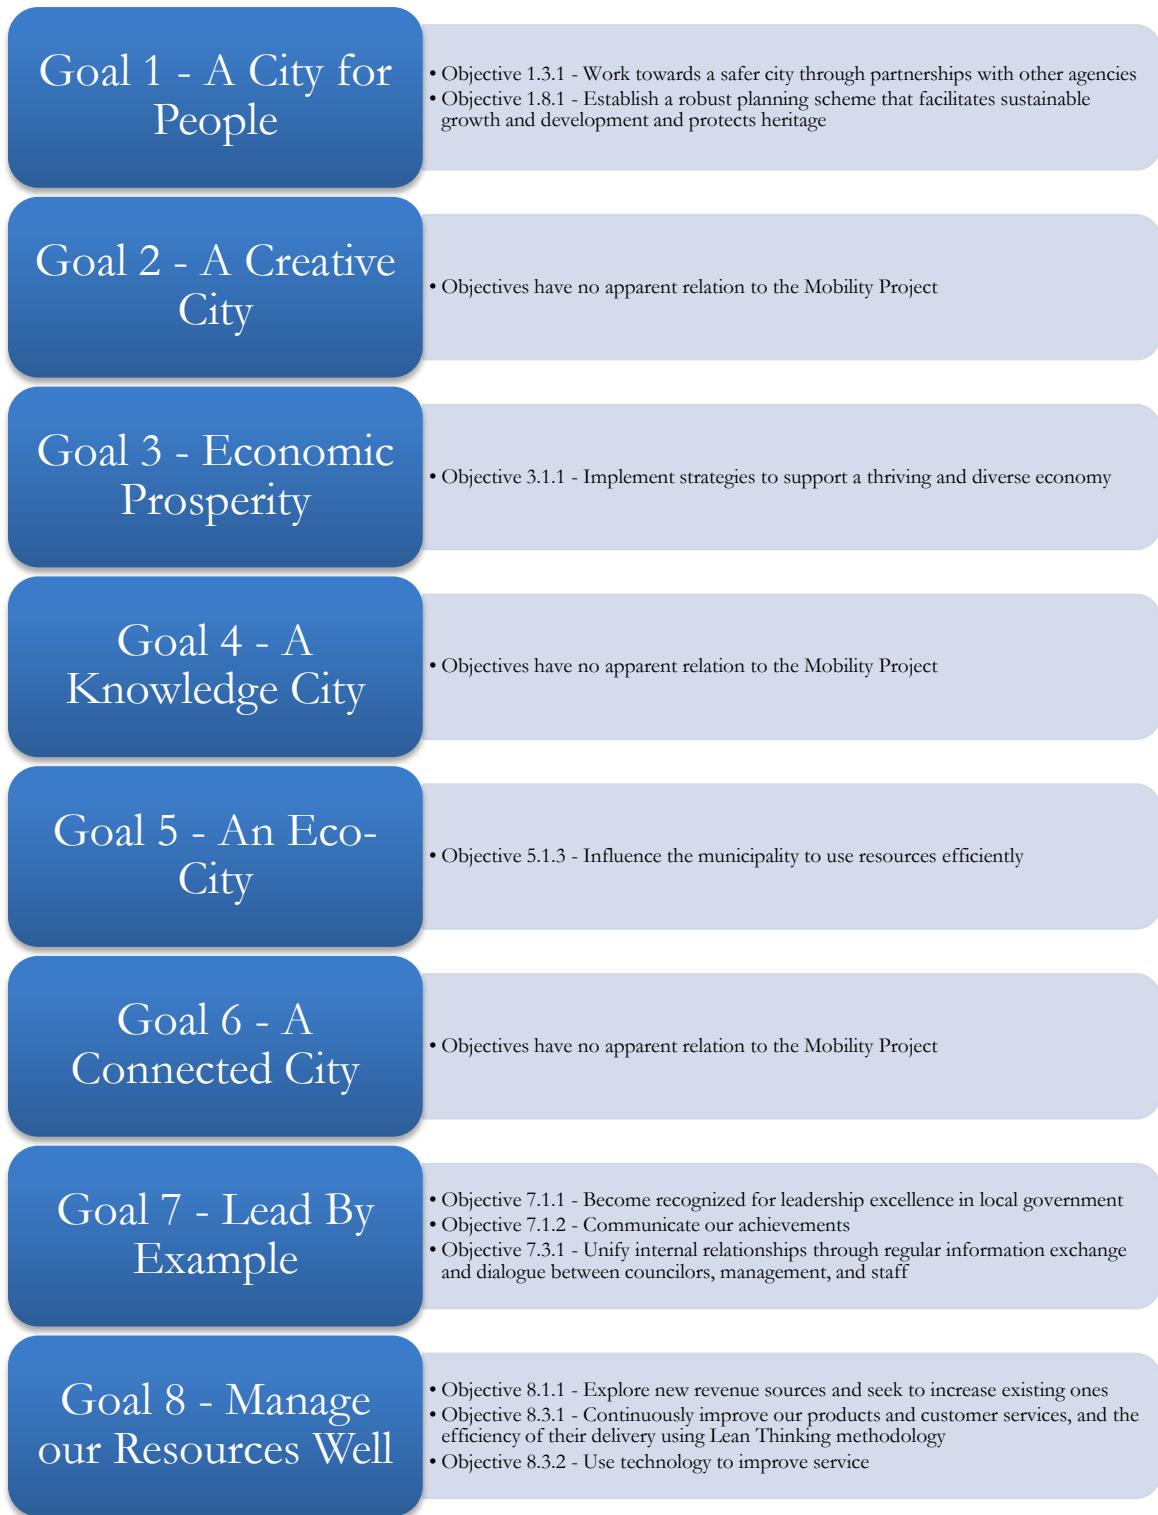 Goal 1 - A City for
People
• Objective 1.3.1 - Work towards a safer city through partnerships with other agencies
• Objective 1.8.1 - Establish a robust planning scheme that facilitates sustainable
growth and development and protects heritage
Goal 2 - A Creative
City
• Objectives have no apparent relation to the Mobility Project
Goal 3 - Economic
Prosperity
• Objective 3.1.1 - Implement strategies to support a thriving and diverse economy
Goal 4 - A
Knowledge City
• Objectives have no apparent relation to the Mobility Project
Goal 5 - An Eco-
City
• Objective 5.1.3 - Influence the municipality to use resources efficiently
Goal 6 - A
Connected City
• Objectives have no apparent relation to the Mobility Project
Goal 7 - Lead By
Example
• Objective 7.1.1 - Become recognized for leadership excellence in local government
• Objective 7.1.2 - Communicate our achievements
• Objective 7.3.1 - Unify internal relationships through regular information exchange
and dialogue between councilors, management, and staff
Goal 8 - Manage
our Resources Well
• Objective 8.1.1 - Explore new revenue sources and seek to increase existing ones
• Objective 8.3.1 - Continuously improve our products and customer services, and the
efficiency of their delivery using Lean Thinking methodology
• Objective 8.3.2 - Use technology to improve service